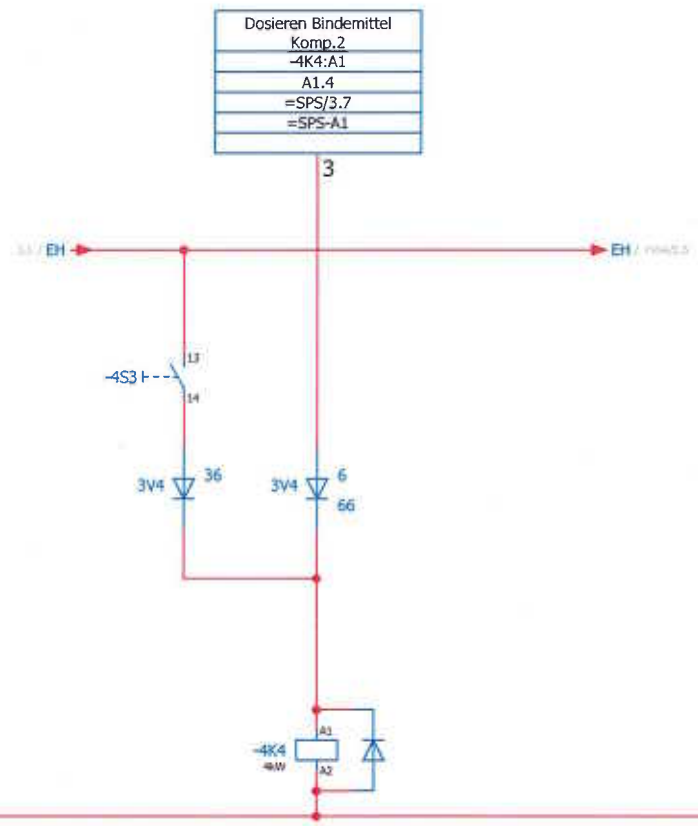 Dosieren Bindemittel
Komp.2
-4K4:A1
A1.4
=SPS/3.7
=SPS-A1
3
EH
EH
13
-4S3
14
3V4
36
3V4
6
66
A1
-4K4
4kW
A2